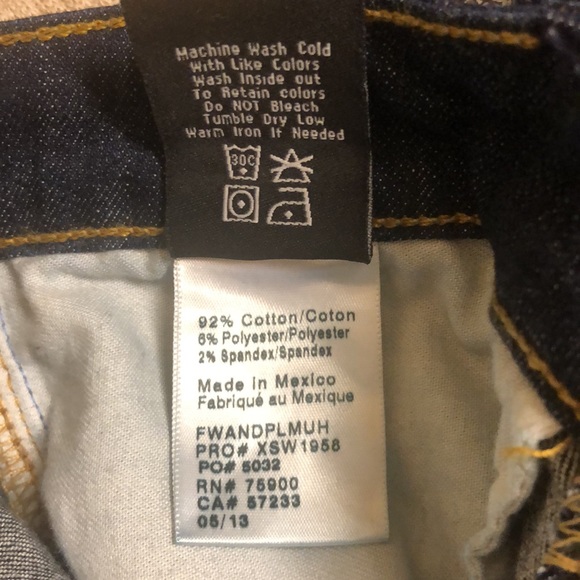 Machine Wash Cold
With Like Colors
Wash Inside out
To Retain colors
Do NOT Bleach
Tumble Dry Low
Warm Iron If Needed
30C
92% Cotton/Coton
6% Polyester/Polyester
2% Spandex/Spandex
Made in Mexico
Fabriqué au Mexique
FWANDPLMUH
PRO# XSW1958
PO# 5032
RN# 75900
CA# 57233
05/13